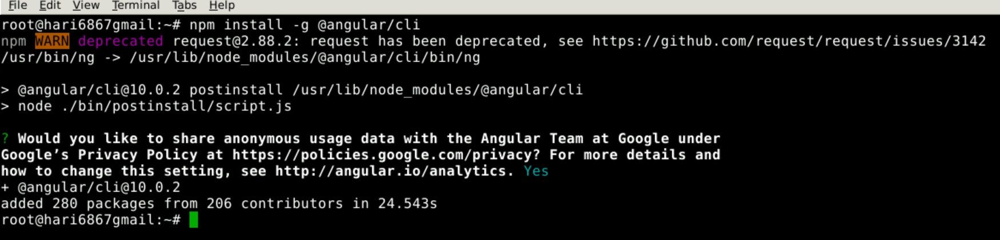 File Edit View Terminal Tabs Help
root@hari6867gmail:~# npm install -g @angular/cli
npm WARN deprecated request@2.88.2: request has been deprecated, see https://github.com/request/request/issues/3142
/usr/bin/ng -> /usr/lib/node_modules/@angular/cli/bin/ng
> @angular/cli@10.0.2 postinstall /usr/lib/node_modules/@angular/cli
> node ./bin/postinstall/script.js
? Would you like to share anonymous usage data with the Angular Team at Google under
Google’s Privacy Policy at https://policies.google.com/privacy? For more details and
how to change this setting, see http://angular.io/analytics. Yes
+ @angular/cli@10.0.2
added 280 packages from 206 contributors in 24.543s
root@hari6867gmail:~#